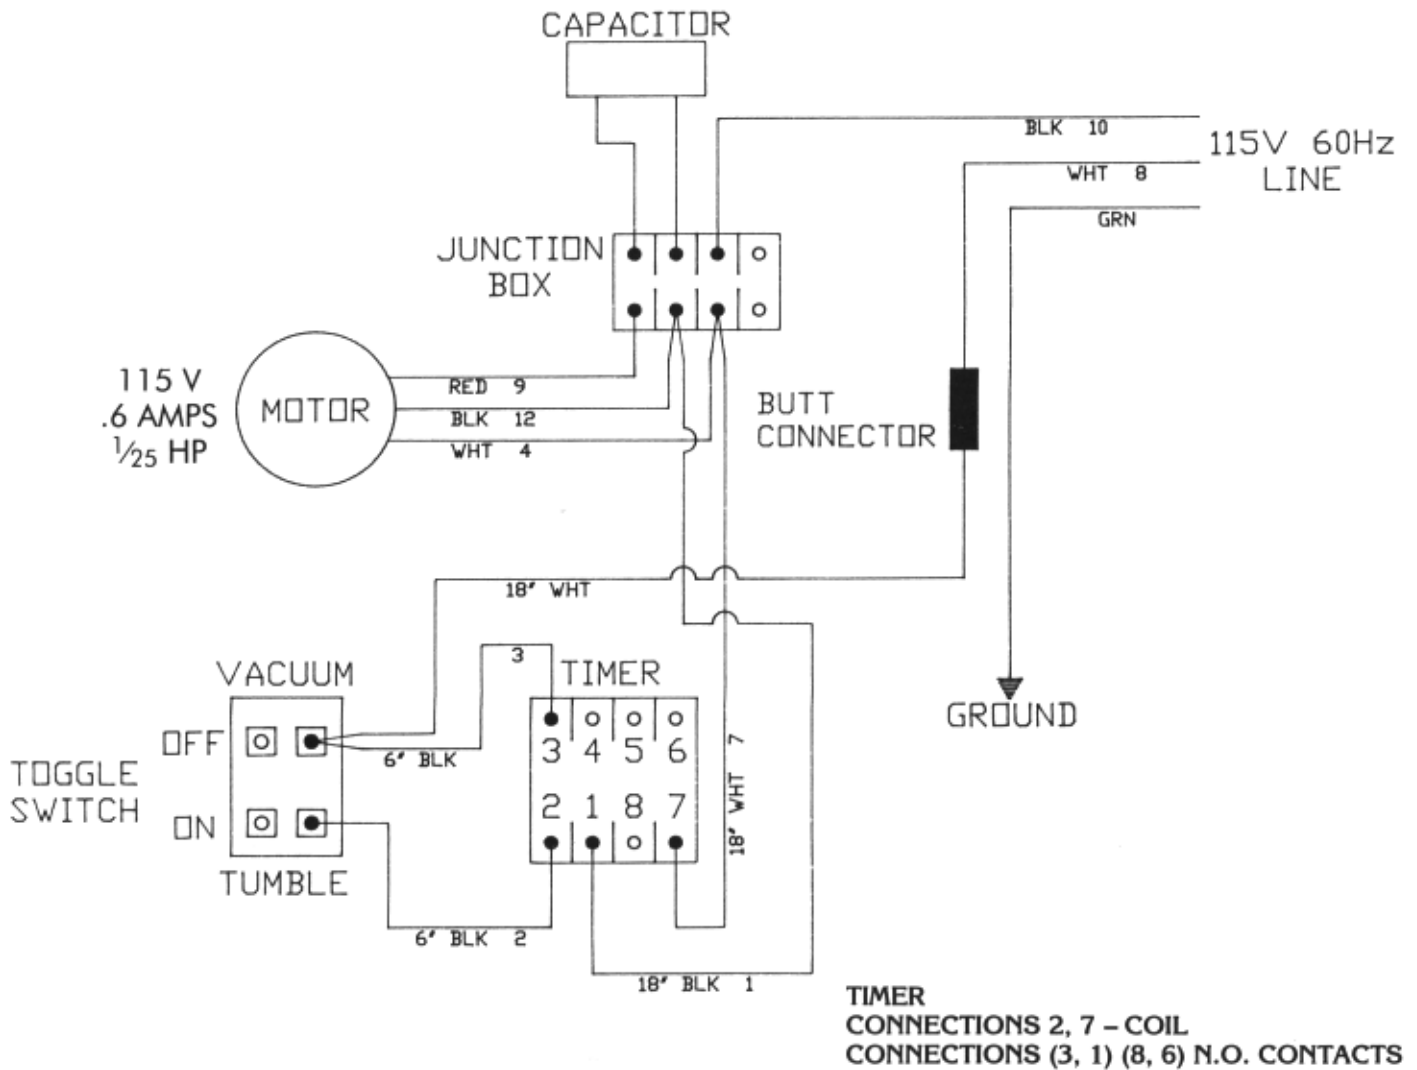 CAPACITOR
BLK 10
115V 60Hz
LINE
WHT 8
GRN
JUNCTION
BOX
115 V
.6 AMPS
1/25 HP
MOTOR
RED 9
BLK 12
WHT 4
BUTT
CONNECTOR
18" WHT
3
VACUUM
TIMER
GROUND
OFF
6" BLK
3 4 5 6
18" WHT 7
TOGGLE
SWITCH
ON
2 1 8 7
TUMBLE
6" BLK 2
18" BLK 1
TIMER
CONNECTIONS 2, 7 – COIL
CONNECTIONS (3, 1) (8, 6) N.O. CONTACTS